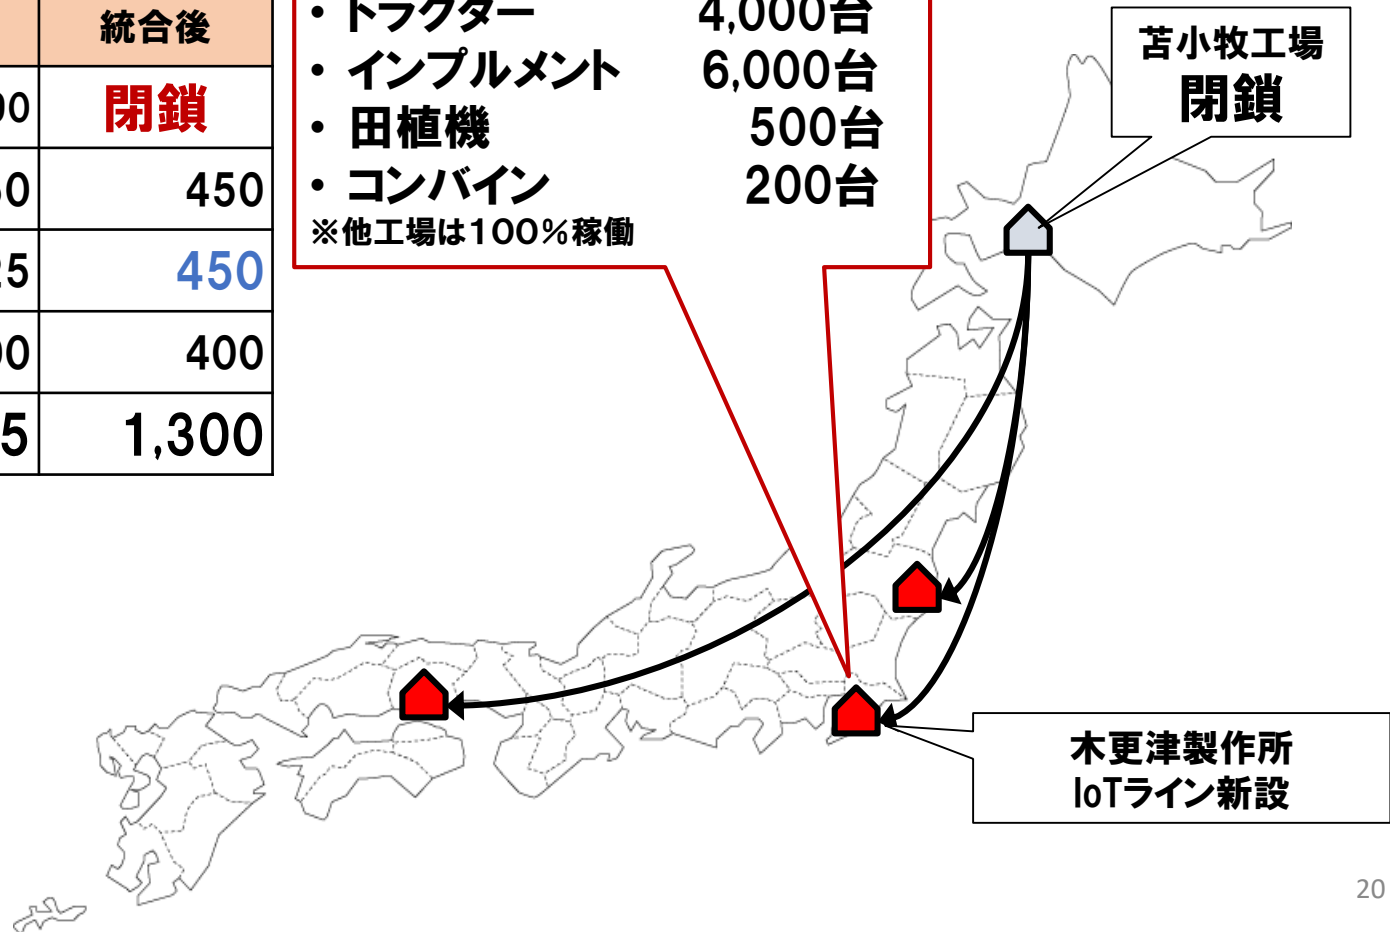 統合後
閉鎖
450
450
400
1,300
・トラクター 4,000台
・インプルメント 6,000台
・田植機 500台
・コンバイン 200台
※他工場は100%稼働
苫小牧工場
閉鎖
木更津製作所
IoTライン新設
20